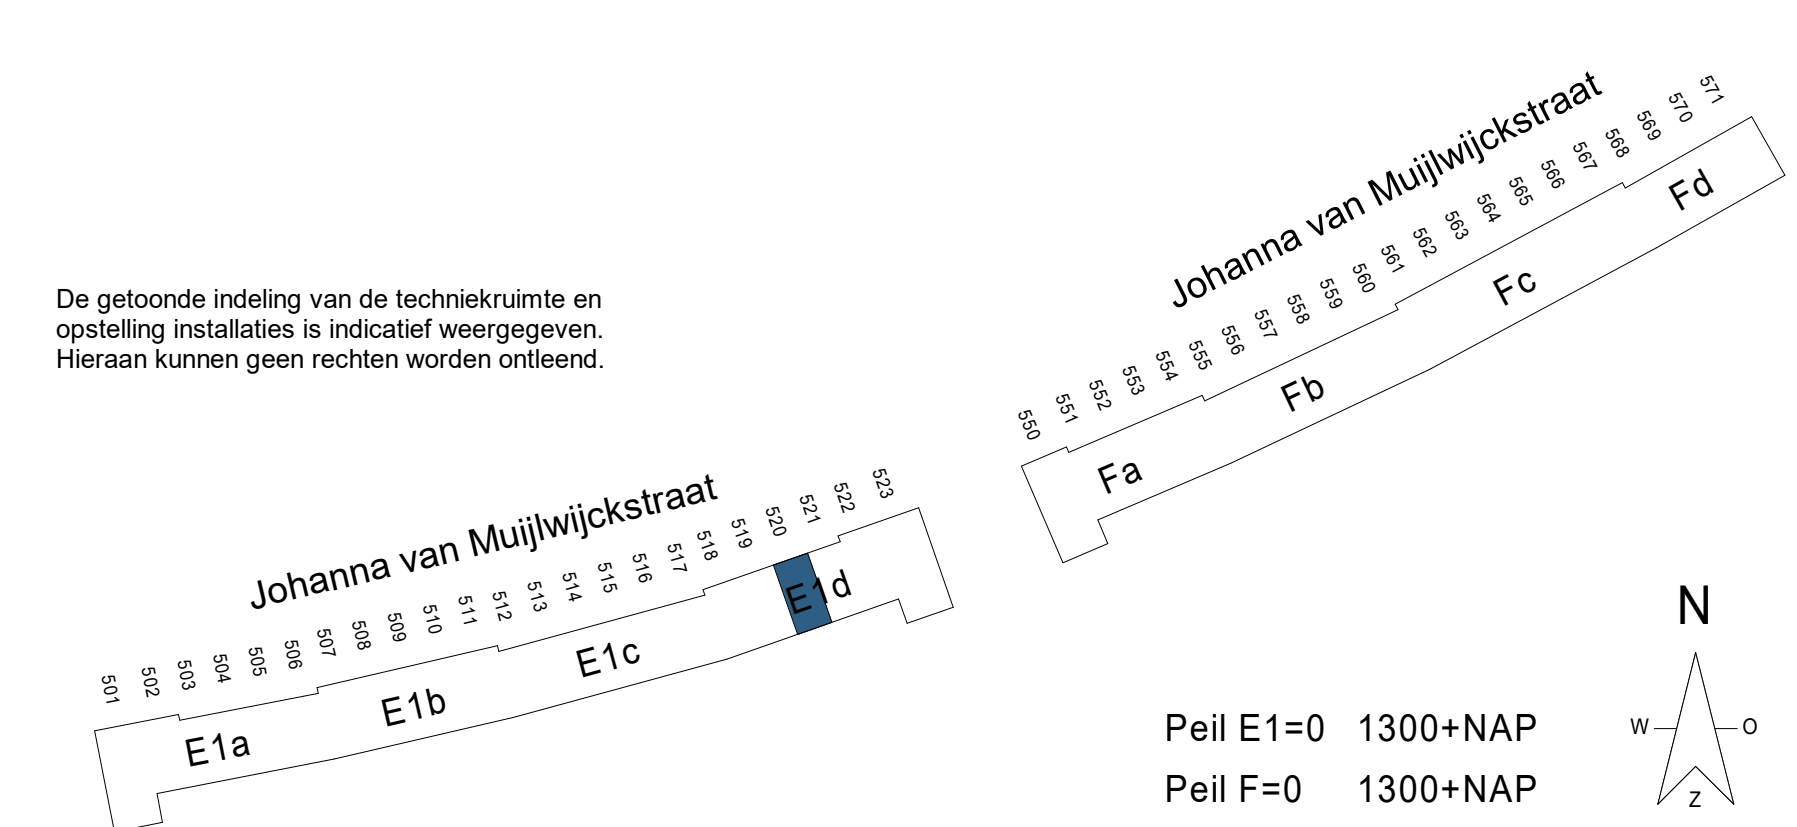 Johanna van Muijlwijckstraat
550 551 552 553 554 555 556 557 558 559 560 561 562 563 564 565 566 567 568 569 570 571
Fa Fb Fc Fd
De getoonde indeling van de techniekruimte en
opstelling installaties is indicatief weergegeven.
Hieraan kunnen geen rechten worden ontleend.
Johanna van Muijlwijckstraat
501 502 503 504 505 506 507 508 509 510 511 512 513 514 515 516 517 518 519 520 521 522 523
E1a E1b E1c E1d
N
W O
Z
Peil E1=0 1300+NAP
Peil F=0 1300+NAP